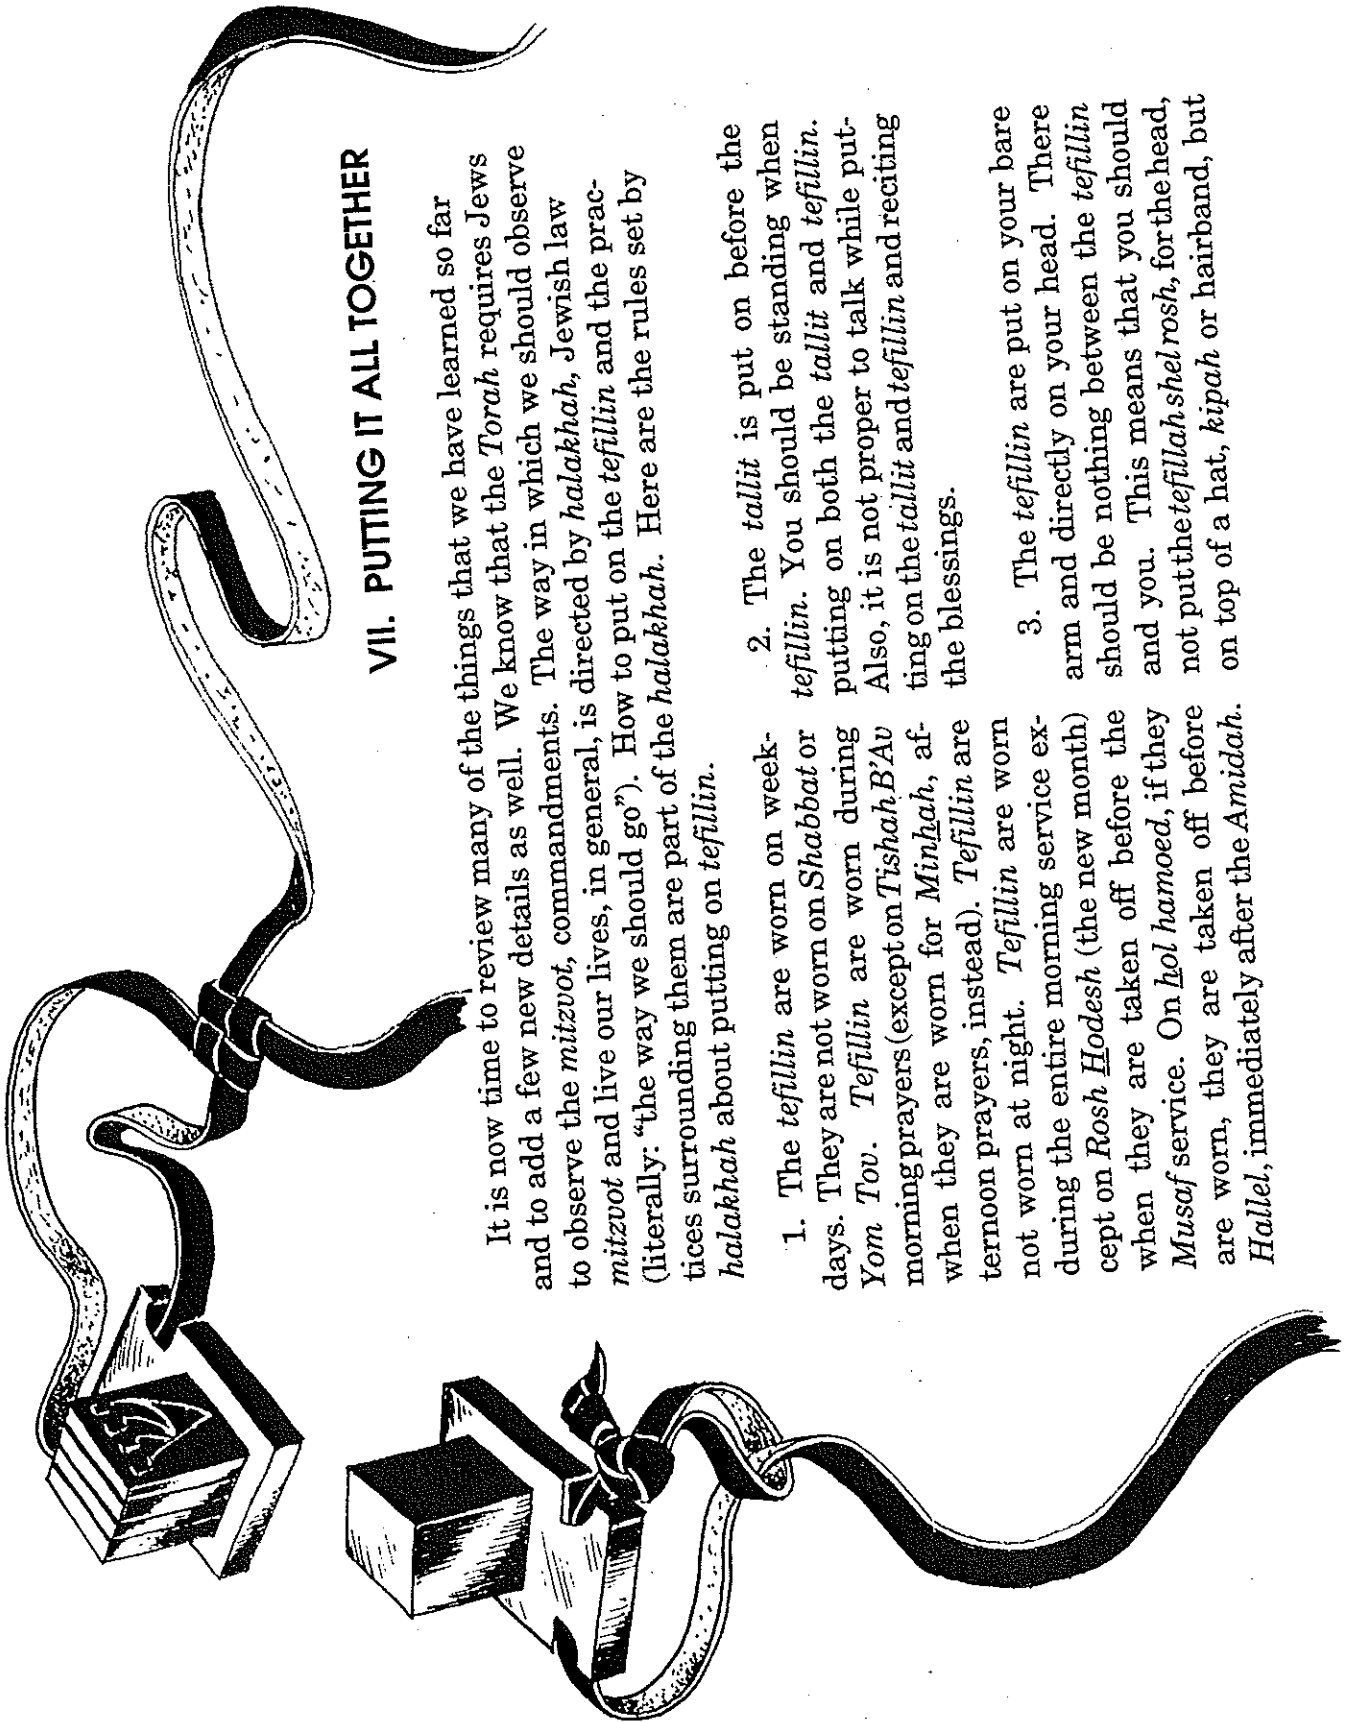 VII. PUTTING IT ALL TOGETHER
It is now time to review many of the things that we have learned so far
and to add a few new details as well. We know that the Torah requires Jews
to observe the mitzvot, commandments. The way in which we should observe
mitzvot and live our lives, in general, is directed by halakhah, Jewish law
(literally: "the way we should go"). How to put on the tefillin and the prac-
tices surrounding them are part of the halakhah. Here are the rules set by
halakhah about putting on tefillin.
1. The tefillin are worn on week-
days. They are not worn on Shabbat or
Yom Tov. Tefillin are worn during
morning prayers (except on Tishah B'Av
when they are worn for Minhah, af-
ternoon prayers, instead). Tefillin are
not worn at night. Tefillin are worn
during the entire morning service ex-
cept on Rosh Hodesh (the new month)
when they are taken off before the
Musaf service. On hol hamoed, if they
are worn, they are taken off before
Hallel, immediately after the Amidah.
2. The tallit is put on before the
tefillin. You should be standing when
putting on both the tallit and tefillin.
Also, it is not proper to talk while put-
ting on the tallit and tefillin and reciting
the blessings.
3. The tefillin are put on your bare
arm and directly on your head. There
should be nothing between the tefillin
and you. This means that you should
not put the tefillah shel rosh, for the head,
on top of a hat, kipah or hairband, but